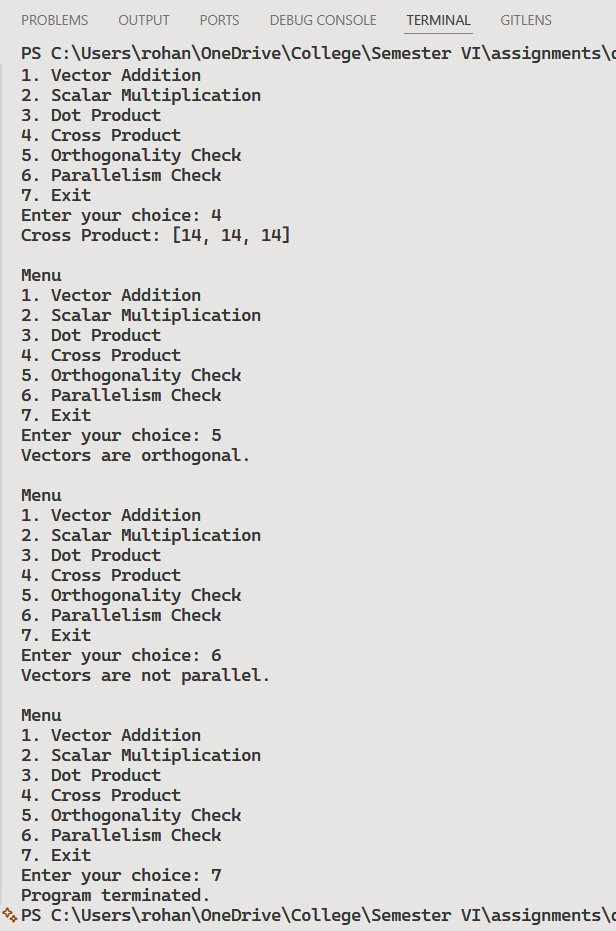 PROBLEMS OUTPUT PORTS DEBUG CONSOLE TERMINAL GITLENS
PS C:\Users\rohan\OneDrive\College\Semester VI\assignments\
1. Vector Addition
2. Scalar Multiplication
3. Dot Product
4. Cross Product
5. Orthogonality Check
6. Parallelism Check
7. Exit
Enter your choice: 4
Cross Product: [14, 14, 14]
Menu
1. Vector Addition
2. Scalar Multiplication
3. Dot Product
4. Cross Product
5. Orthogonality Check
6. Parallelism Check
7. Exit
Enter your choice: 5
Vectors are orthogonal.
Menu
1. Vector Addition
2. Scalar Multiplication
3. Dot Product
4. Cross Product
5. Orthogonality Check
6. Parallelism Check
7. Exit
Enter your choice: 6
Vectors are not parallel.
Menu
1. Vector Addition
2. Scalar Multiplication
3. Dot Product
4. Cross Product
5. Orthogonality Check
6. Parallelism Check
7. Exit
Enter your choice: 7
Program terminated.
PS C:\Users\rohan\OneDrive\College\Semester VI\assignments\